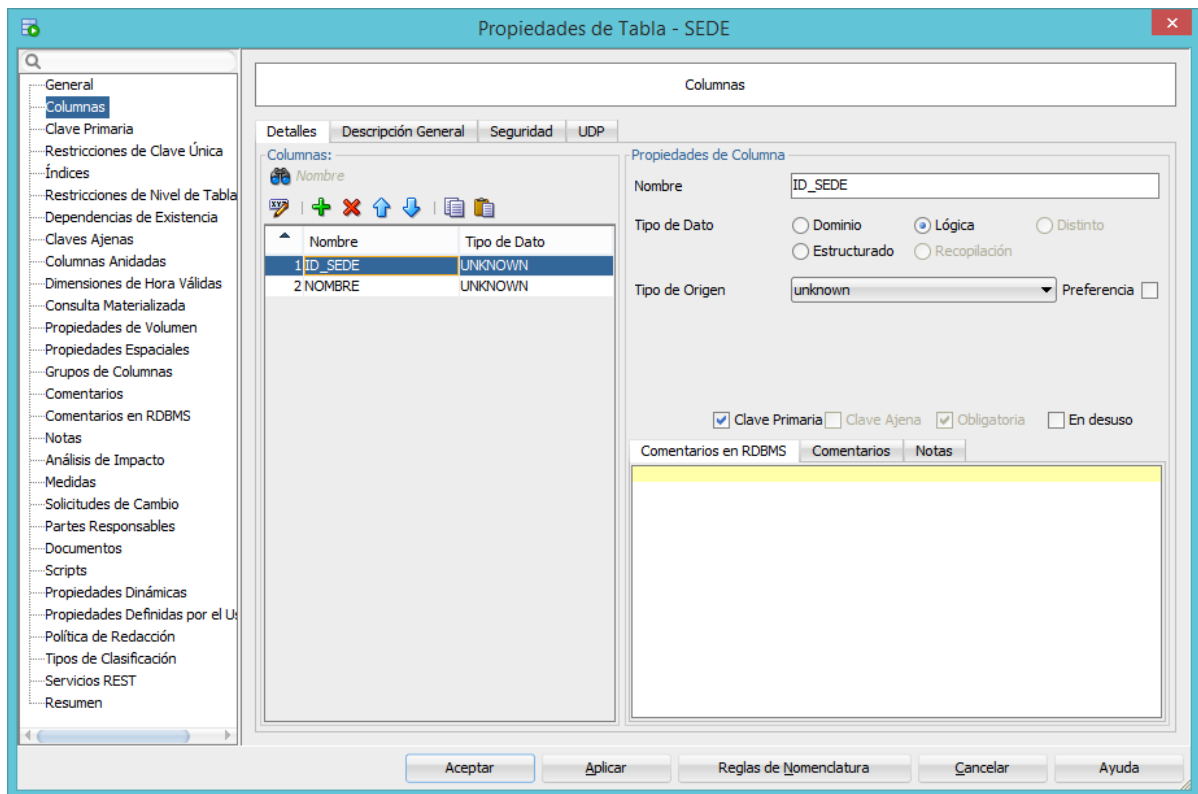 Propiedades de Tabla - SEDE
General
Columnas
Clave Primaria
Restricciones de Clave Única
Índices
Restricciones de Nivel de Tabla
Dependencias de Existencia
Claves Ajenas
Columnas Anidadas
Dimensiones de Hora Válidas
Consulta Materializada
Propiedades de Volumen
Propiedades Espaciales
Grupos de Columnas
Comentarios
Comentarios en RDBMS
Notas
Análisis de Impacto
Medidas
Solicitudes de Cambio
Partes Responsables
Documentos
Scripts
Propiedades Dinámicas
Propiedades Definidas por el U
Política de Redacción
Tipos de Clasificación
Servicios REST
Resumen
Columnas
Detalles Descripción General Seguridad UDP
Columnas:
Nombre
Nombre Tipo de Dato
1 ID_SEDE UNKNOWN
2 NOMBRE UNKNOWN
Propiedades de Columna
Nombre ID_SEDE
Tipo de Dato Dominio Lógica Distinto
Estructurado Recopilación
Tipo de Origen unknown Preferencia
Clave Primaria Clave Ajena Obligatoria En desuso
Comentarios en RDBMS Comentarios Notas
Aceptar Aplicar Reglas de Nomenclatura Cancelar Ayuda